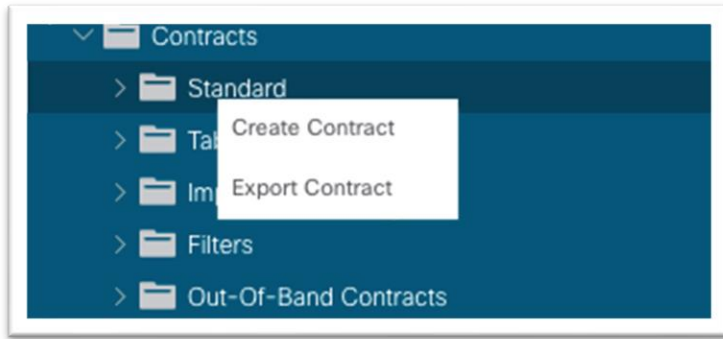 Contracts
Standard
Create Contract
Export Contract
Filters
Out-Of-Band Contracts